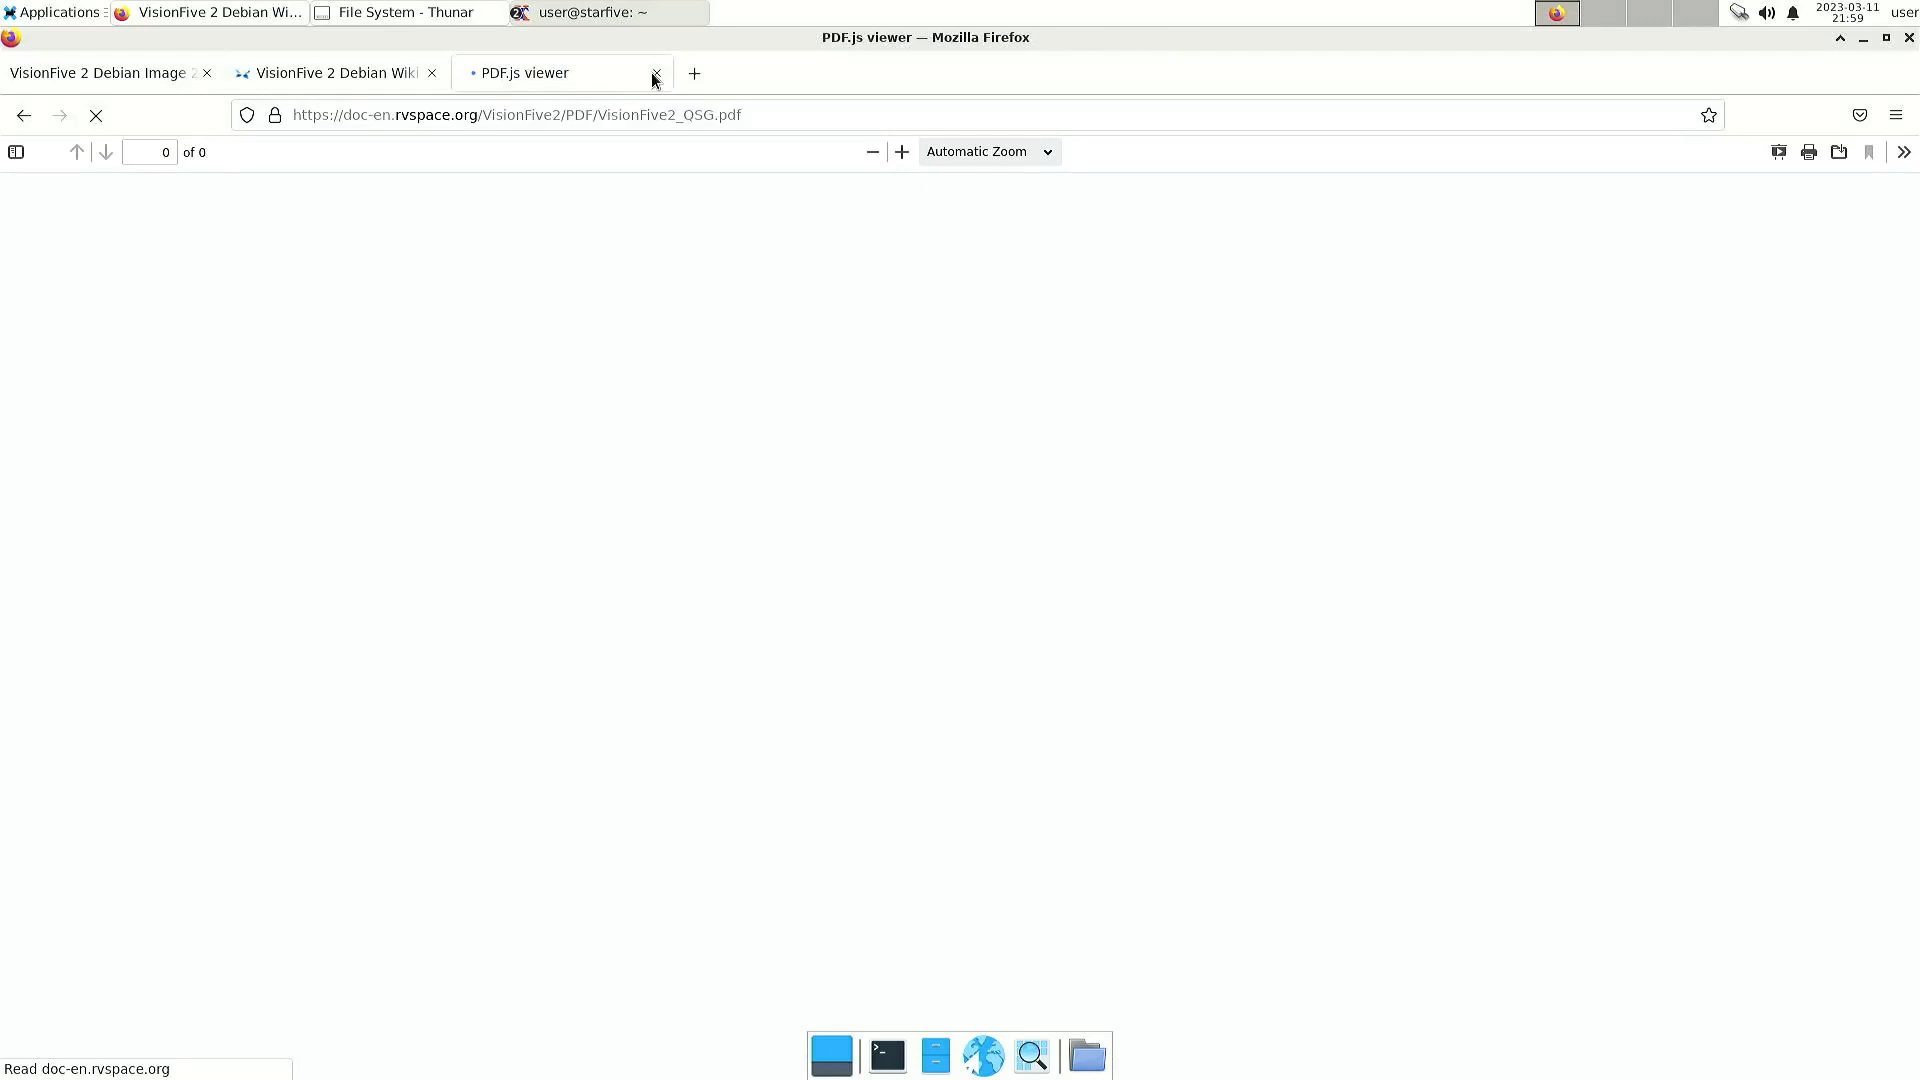 Applications
VisionFive 2 Debian Wi...
File System - Thunar
user@starfive: ~
2023-03-11
21:59
user
PDF.js viewer — Mozilla Firefox
VisionFive 2 Debian Image 2
VisionFive 2 Debian Wiki
PDF.js viewer
https://doc-en.rvspace.org/VisionFive2/PDF/VisionFive2_QSG.pdf
0 of 0
Automatic Zoom
Read doc-en.rvspace.org